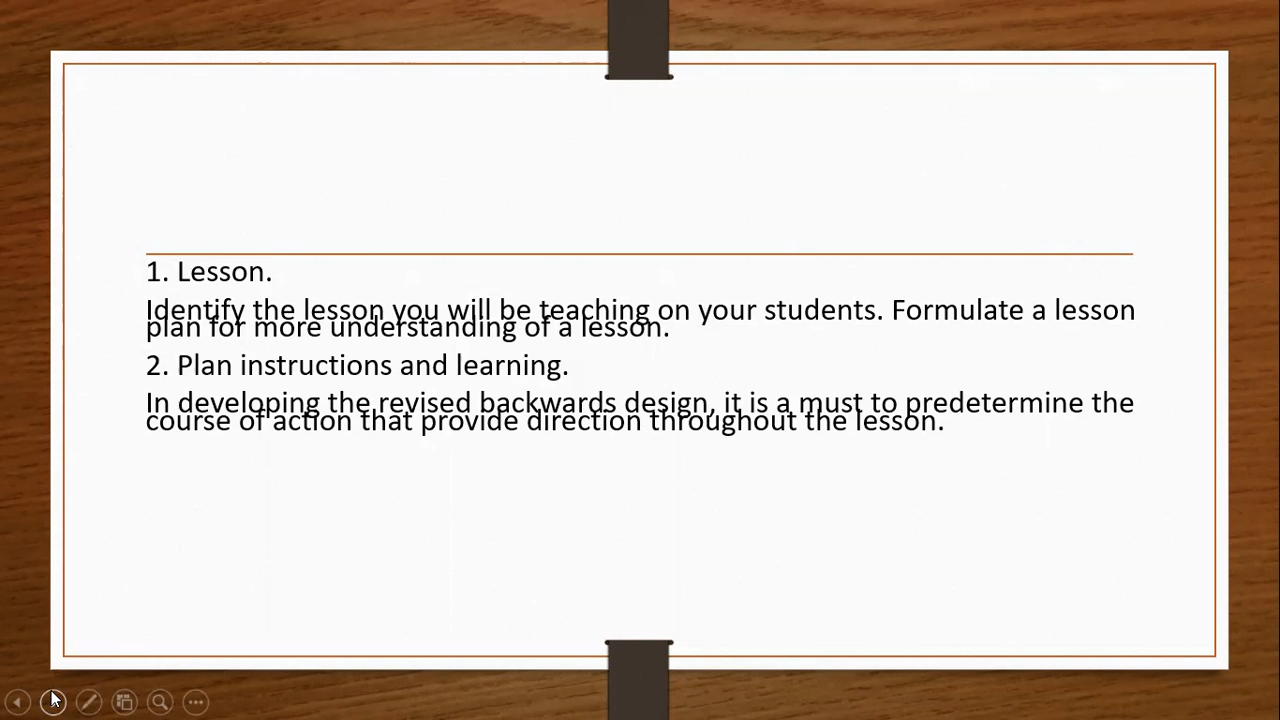 1. Lesson.
Identify the lesson you will be teaching on your students. Formulate a lesson
plan for more understanding of a lesson.
2. Plan instructions and learning.
In developing the revised backwards design, it is a must to predetermine the
course of action that provide direction throughout the lesson.